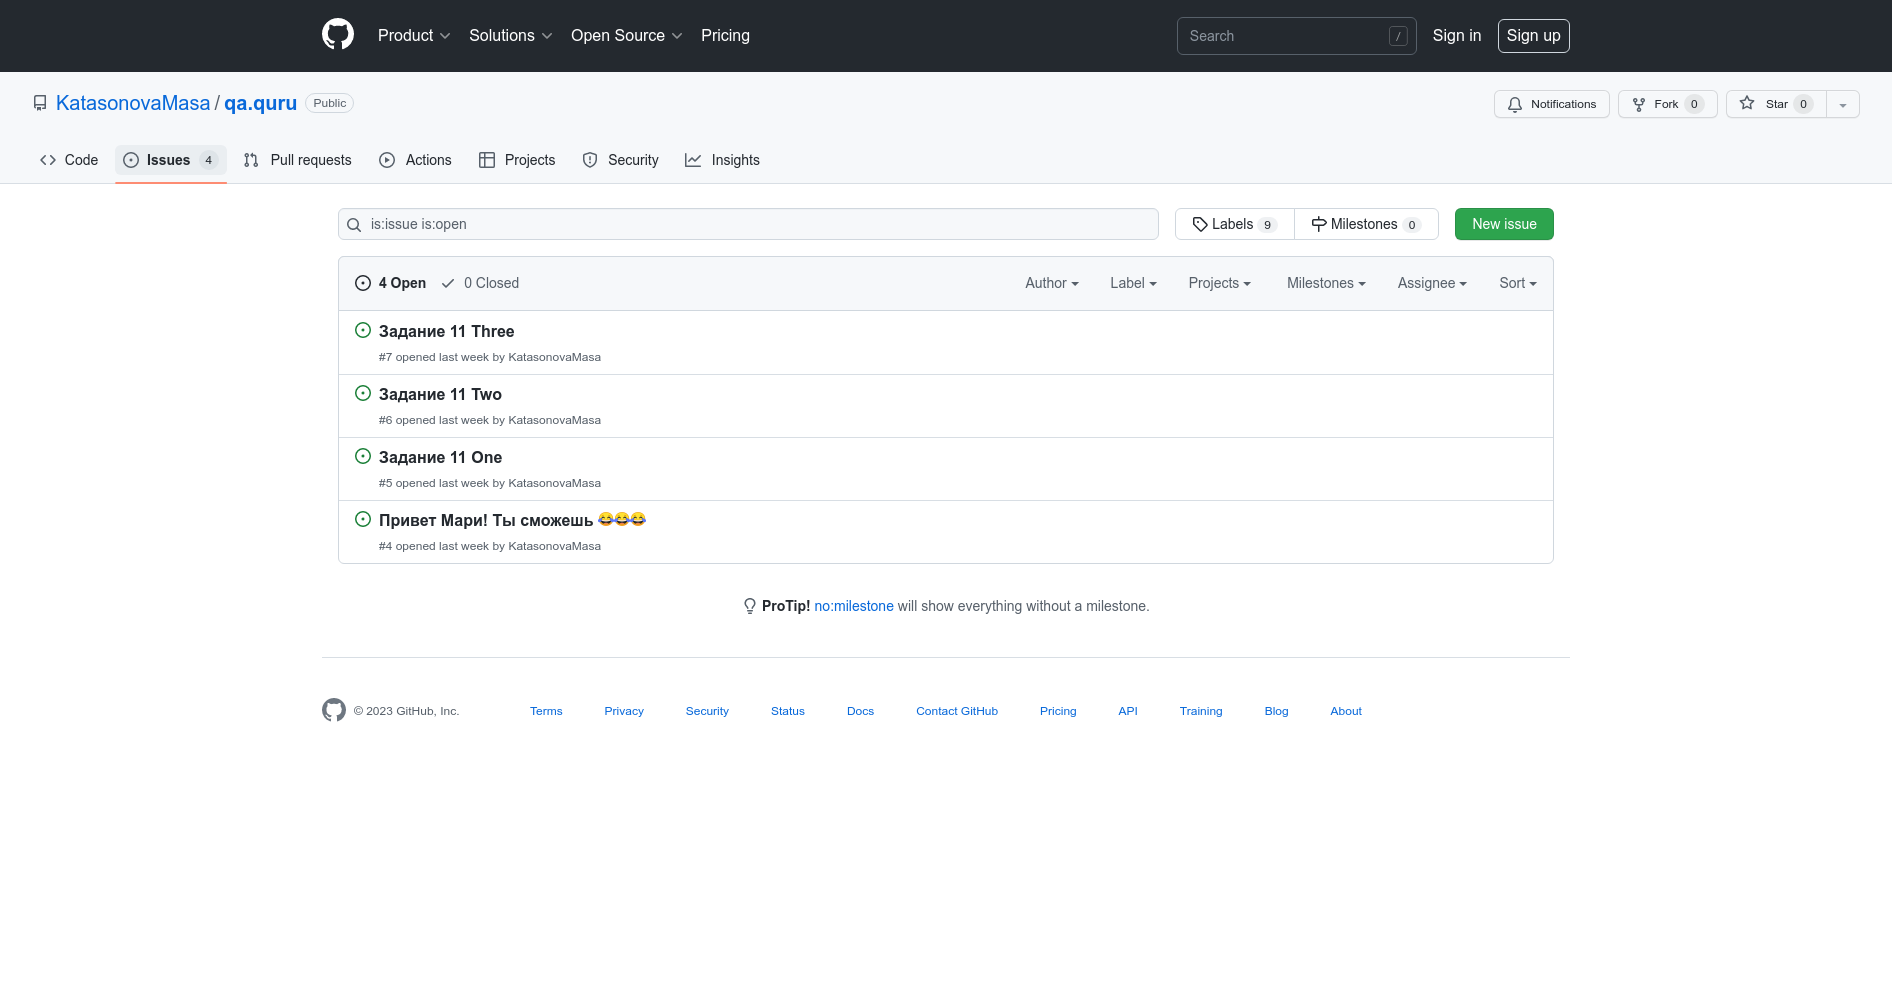 Product Solutions Open Source Pricing Search / Sign in Sign up
KatasonovaMasa / qa.quru Public Notifications Fork 0 Star 0
Code Issues 4 Pull requests Actions Projects Security Insights
is:issue is:open Labels 9 Milestones 0 New issue
4 Open 0 Closed Author Label Projects Milestones Assignee Sort
Задание 11 Three
#7 opened last week by KatasonovaMasa
Задание 11 Two
#6 opened last week by KatasonovaMasa
Задание 11 One
#5 opened last week by KatasonovaMasa
Привет Мари! Ты сможешь 😂😂😂
#4 opened last week by KatasonovaMasa
ProTip! no:milestone will show everything without a milestone.
© 2023 GitHub, Inc. Terms Privacy Security Status Docs Contact GitHub Pricing API Training Blog About